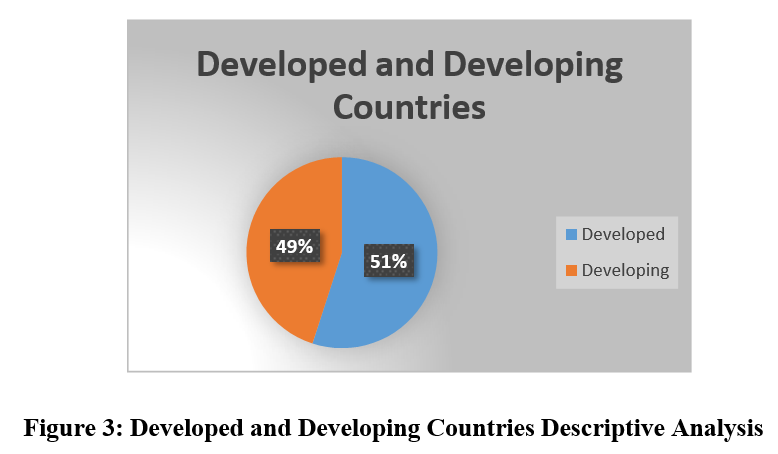 Developed and Developing
Countries
49%
51%
Developed
Developing
Figure 3: Developed and Developing Countries Descriptive Analysis